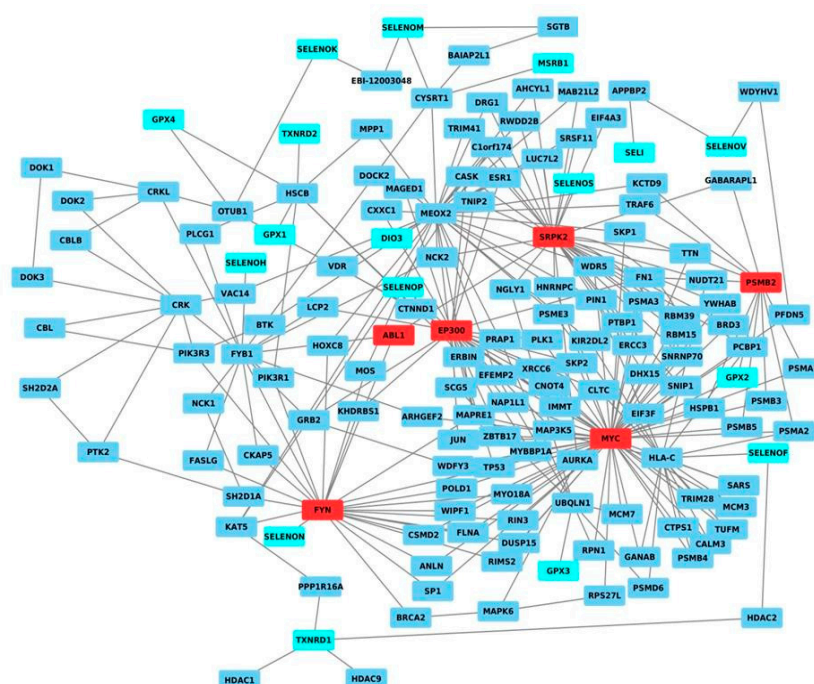 SELENOM
SGTB
SELENOK
BAIAP2L1
MSRB1
EBI-12003048
AHCYL1
MAB21L2
APPBP2
WDYHV1
CYSRT1
DRG1
GPX4
RWDD2B
EIF4A3
TXNRD2
MPP1
TRIM41
SRSF11
C1orf174
SELI
SELENOV
DOK1
LUC7L2
DOCK2
CASK
ESR1
SELENOS
KCTD9
GABARAPL1
CRKL
HSCB
MAGED1
DOK2
OTUB1
TNIP2
TRAF6
CXXC1
MEOX2
PLCG1
GPX1
SKP1
CBLB
DIO3
SRPK2
NCK2
TTN
SELENOH
VDR
WDR5
DOK3
CRK
SELENOP
NGLY1
HNRNPC
FN1
NUDT21
PSMB2
VAC14
LCP2
CTNND1
PIN1
PSMA3
YWHAB
BTK
PSME3
RBM39
PFDN5
CBL
ABL1
EP300
PTBP1
BRD3
PIK3R3
FYB1
HOXC8
PRAP1
PLK1
KIR2DL2
ERCC3
RBM15
PCBP1
ERBIN
SNRNP70
MOS
XRCC6
SKP2
DHX15
PSMA
SH2D2A
PIK3R1
EFEMP2
GPX2
SCG5
CNOT4
CLTC
SNIP1
NCK1
KHDRBS1
NAP1L1
HSPB1
PSMB3
GRB2
ARHGEF2
MAPRE1
IMMT
EIF3F
MAP3K5
PSMB5
PSMA2
JUN
ZBTB17
MYC
PTK2
FASLG
CKAP5
MYBBP1A
SELENOF
WDFY3
TP53
AURKA
HLA-C
SH2D1A
POLD1
MYO18A
UBQLN1
TRIM28
SARS
FYN
WIPF1
MCM3
KAT5
RIN3
MCM7
CTPS1
TUFM
SELENON
CSMD2
FLNA
DUSP15
CALM3
RPN1
GANAB
PSMB4
ANLN
RIMS2
GPX3
PPP1R16A
SP1
PSMD6
RPS27L
BRCA2
MAPK6
HDAC2
TXNRD1
HDAC1
HDAC9